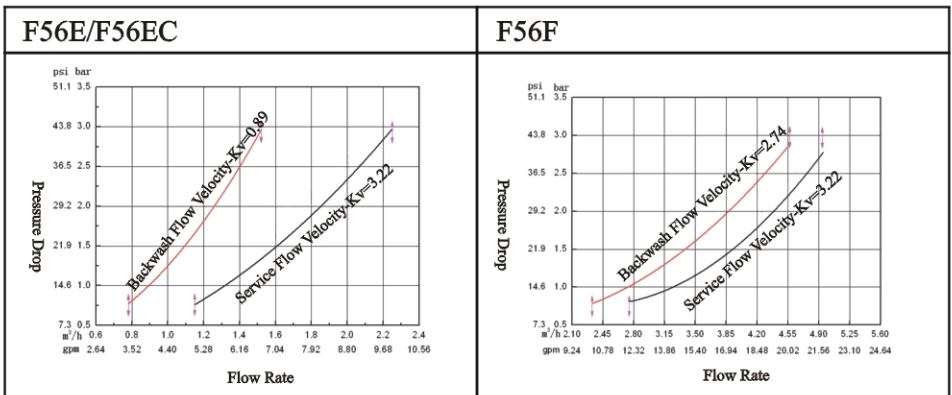 F56E/F56EC
psi bar
51.1 3.5
43.8 3.0
36.5 2.5
29.2 2.0
21.9 1.5
14.6 1.0
7.3 0.5
Pressure Drop
Backwash Flow Velocity-Kv=0.89
Service Flow Velocity-Kv=3.22
m³/h 0.6 0.8 1.0 1.2 1.4 1.6 1.8 2.0 2.2 2.4
gpm 2.64 3.52 4.40 5.28 6.16 7.04 7.92 8.80 9.68 10.56
Flow Rate
F56F
psi bar
51.1 3.5
43.8 3.0
36.5 2.5
29.2 2.0
21.9 1.5
14.6 1.0
7.3 0.5
Pressure Drop
Backwash Flow Velocity-Kv=2.74
Service Flow Velocity-Kv=3.22
m³/h 2.10 2.45 2.80 3.15 3.50 3.85 4.20 4.55 4.90 5.25 5.60
gpm 9.24 10.78 12.32 13.86 15.40 16.94 18.48 20.02 21.56 23.10 24.64
Flow Rate